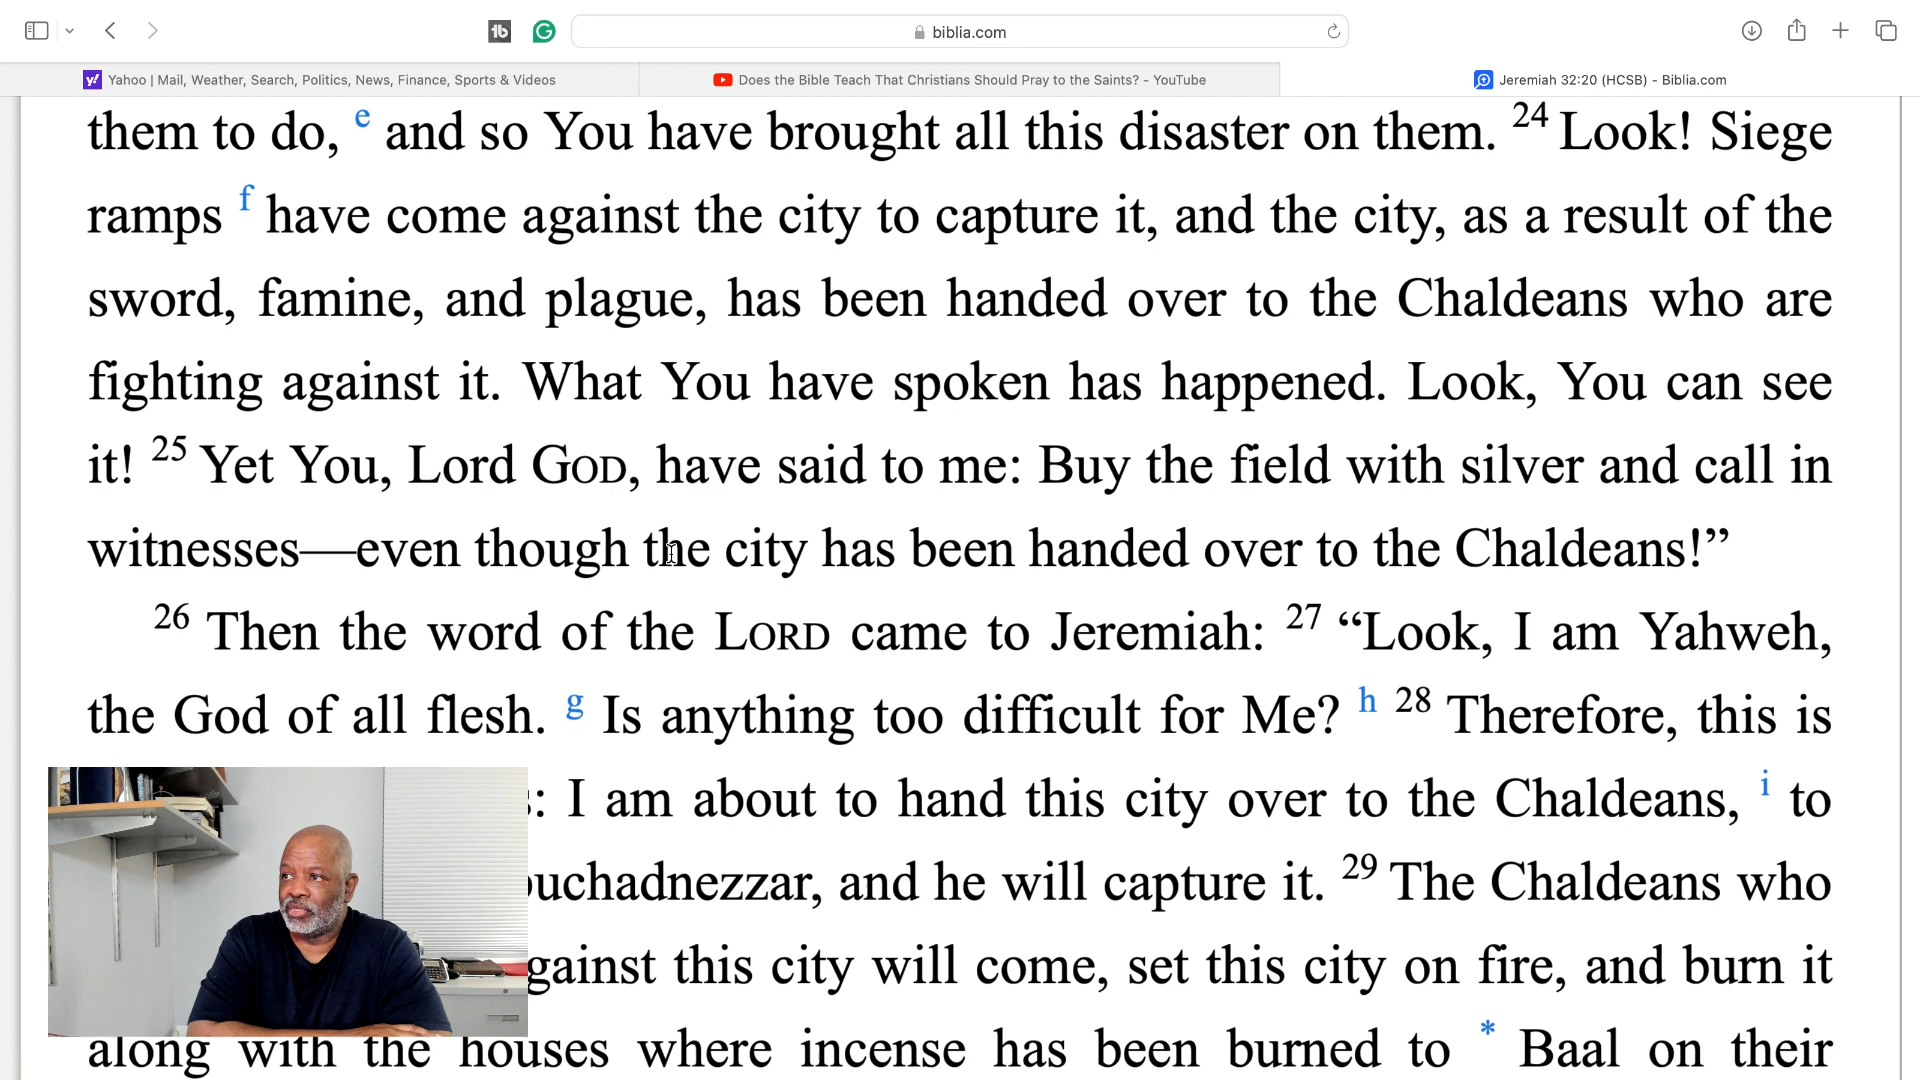 biblia.com
Yahoo | Mail, Weather, Search, Politics, News, Finance, Sports & Videos
Does the Bible Teach That Christians Should Pray to the Saints? - YouTube
Jeremiah 32:20 (HCSB) - Biblia.com
them to do, e and so You have brought all this disaster on them. 24 Look! Siege
ramps f have come against the city to capture it, and the city, as a result of the
sword, famine, and plague, has been handed over to the Chaldeans who are
fighting against it. What You have spoken has happened. Look, You can see
it! 25 Yet You, Lord GOD, have said to me: Buy the field with silver and call in
witnesses—even though the city has been handed over to the Chaldeans!”
26 Then the word of the LORD came to Jeremiah: 27 “Look, I am Yahweh,
the God of all flesh. g Is anything too difficult for Me? h 28 Therefore, this is
: I am about to hand this city over to the Chaldeans, i to
uchadnezzar, and he will capture it. 29 The Chaldeans who
gainst this city will come, set this city on fire, and burn it
along with the houses where incense has been burned to * Baal on their